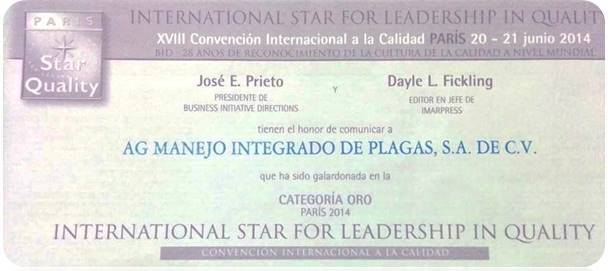 INTERNATIONAL STAR FOR LEADERSHIP IN QUALIT
PARIS
Star
Quality
XVIII Convención Internacional a la Calidad PARÍS 20 - 21 junio 2014
BID - 28 AÑOS DE RECONOCIMIENTO DE LA CULTURA DE LA CALIDAD A NIVEL MUNDIAL
José E. Prieto Y Dayle L. Fickling
PRESIDENTE DE EDITOR EN JEFE DE
BUSINESS INITIATIVE DIRECTIONS IMARPRESS
tienen el honor de comunicar a
AG MANEJO INTEGRADO DE PLAGAS, S.A. DE C.V.
que ha sido galardonada en la
CATEGORÍA ORO
PARÍS 2014
INTERNATIONAL STAR FOR LEADERSHIP IN QUALITY
CONVENCIÓN INTERNACIONAL A LA CALIDAD